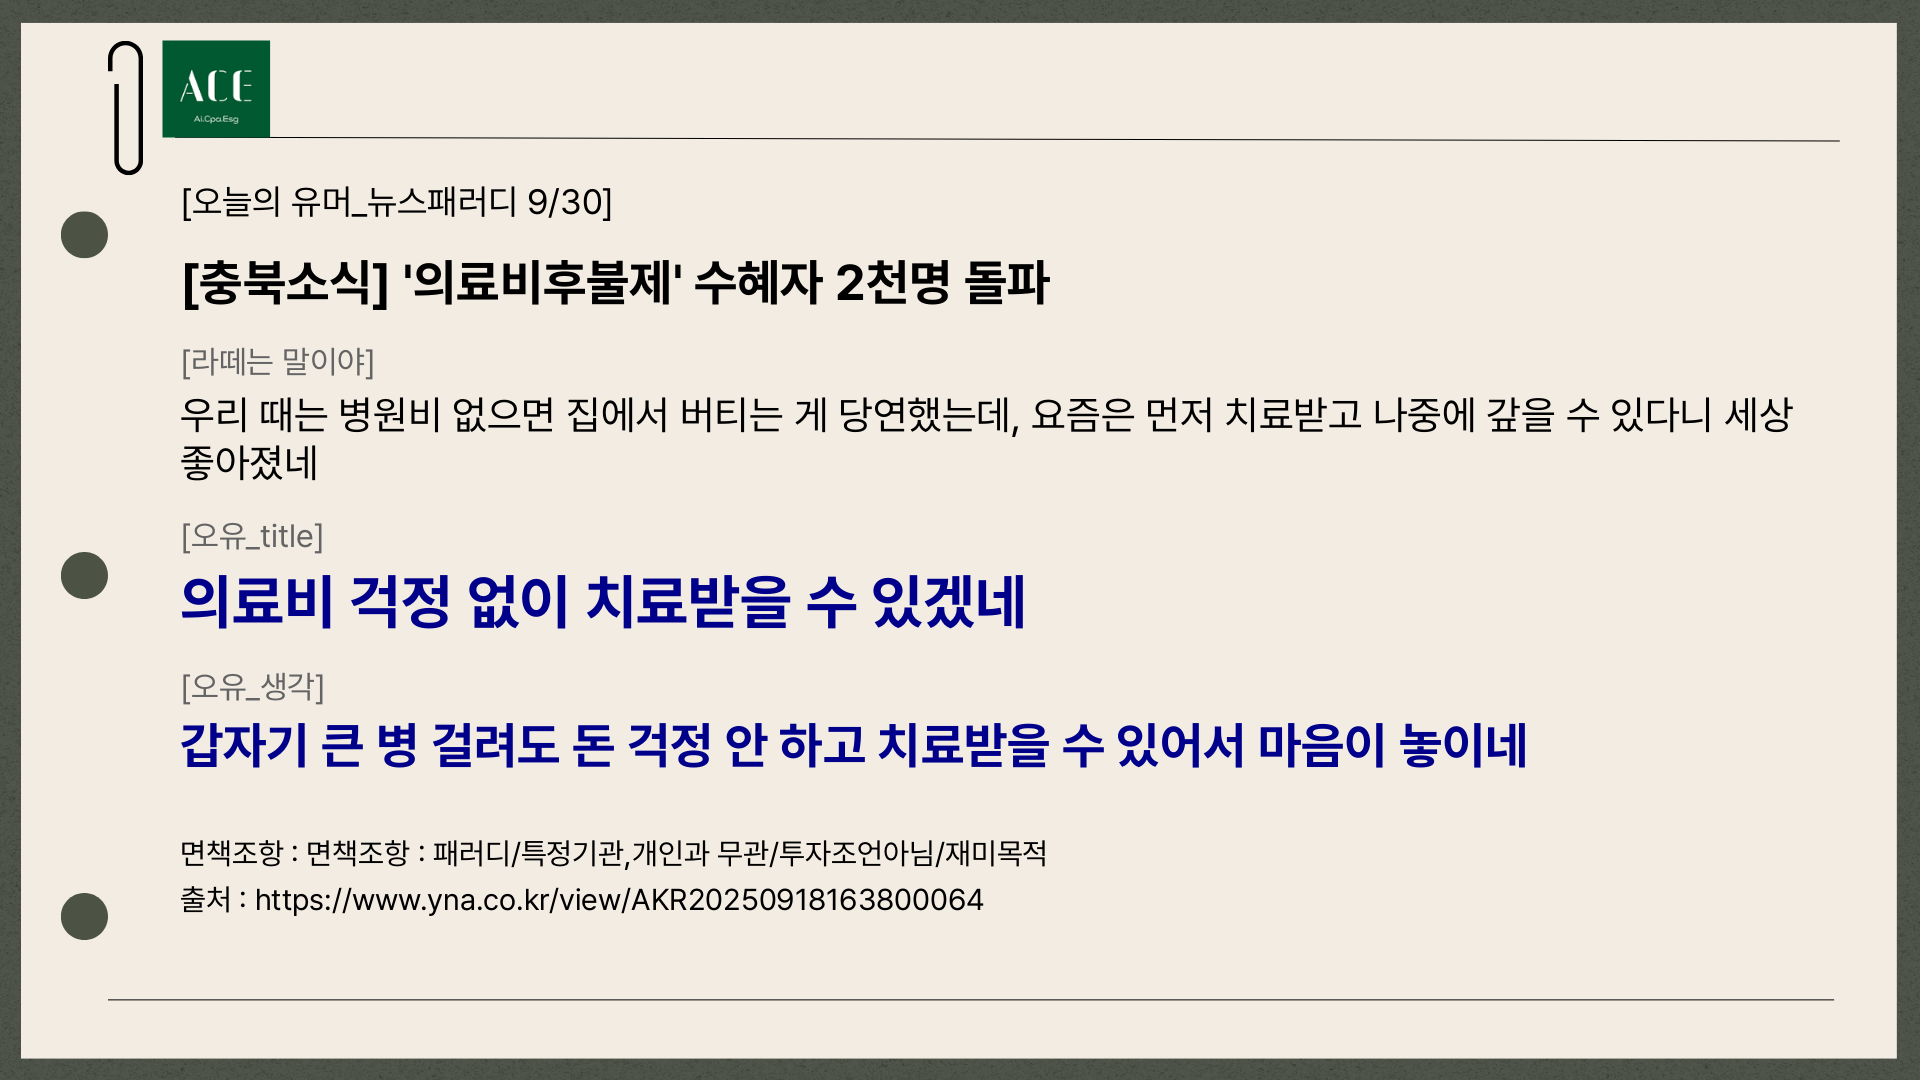 ACE
Ai.Cpa.Esg
[오늘의 유머_뉴스패러디 9/30]
[충북소식] '의료비후불제' 수혜자 2천명 돌파
[라떼는 말이야]
우리 때는 병원비 없으면 집에서 버티는 게 당연했는데, 요즘은 먼저 치료받고 나중에 갚을 수 있다니 세상
좋아졌네
[오유_title]
의료비 걱정 없이 치료받을 수 있겠네
[오유_생각]
갑자기 큰 병 걸려도 돈 걱정 안 하고 치료받을 수 있어서 마음이 놓이네
면책조항 : 면책조항 : 패러디/특정기관,개인과 무관/투자조언아님/재미목적
출처 : https://www.yna.co.kr/view/AKR20250918163800064